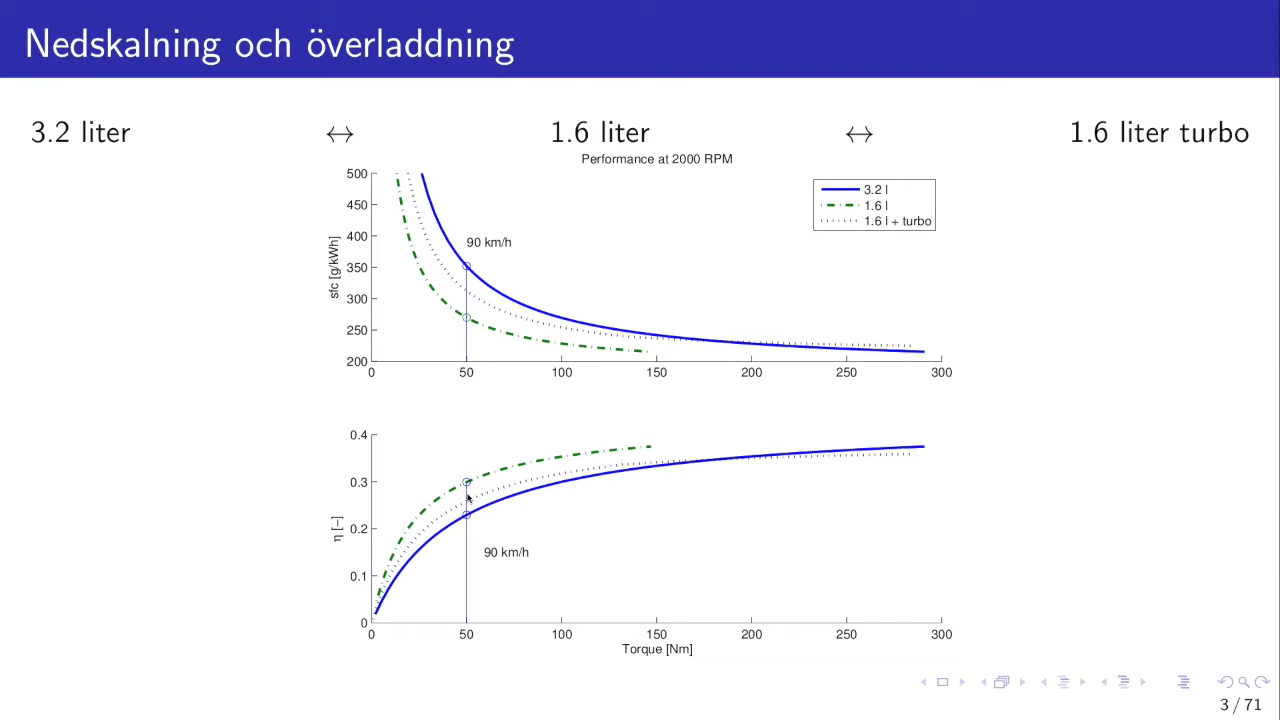 Nedskalning och överladdning
3.2 liter ↔ 1.6 liter ↔ 1.6 liter turbo
Performance at 2000 RPM
500
450
400
350
300
250
200
sfc [g/kWh]
90 km/h
3.2 l
1.6 l
1.6 l + turbo
0 50 100 150 200 250 300
0.4
0.3
0.2
0.1
0
η [−]
90 km/h
0 50 100 150 200 250 300
Torque [Nm]
3 / 71